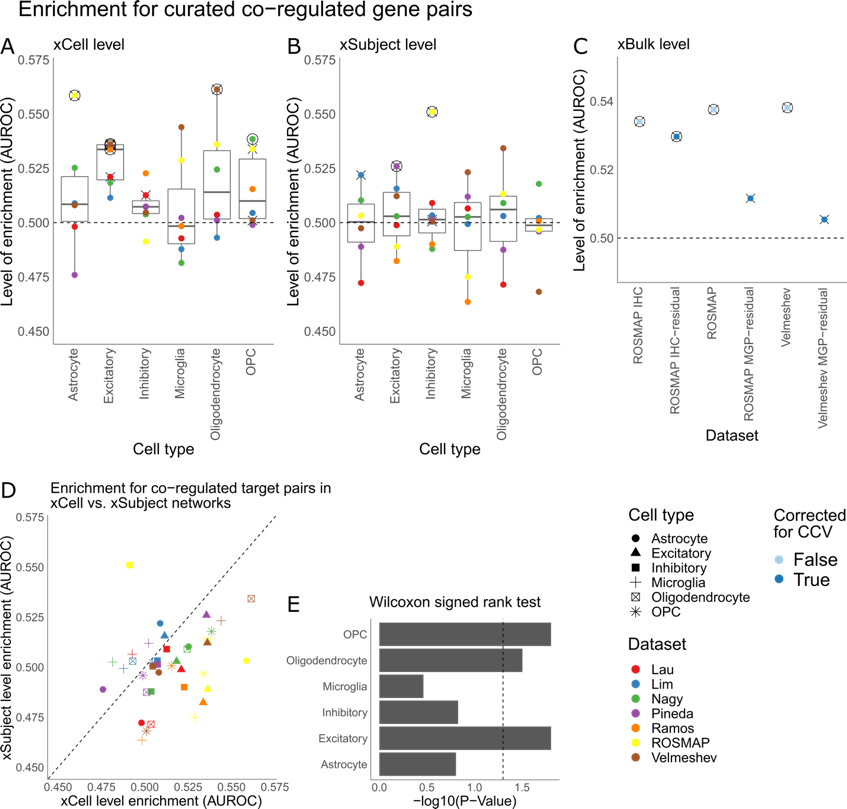 Enrichment for curated co-regulated gene pairs
A
xCell level
Level of enrichment (AUROC)
0.575
0.550
0.525
0.500
0.475
0.450
Astrocyte
Excitatory
Inhibitory
Microglia
Oligodendrocyte
OPC
Cell type
B
xSubject level
Level of enrichment (AUROC)
0.575
0.550
0.525
0.500
0.475
0.450
Astrocyte
Excitatory
Inhibitory
Microglia
Oligodendrocyte
OPC
Cell type
C
xBulk level
Level of enrichment (AUROC)
0.54
0.52
0.50
ROSMAP IHC
ROSMAP IHC-residual
ROSMAP
ROSMAP MGP-residual
Velmeshev
Velmeshev MGP-residual
Dataset
D
Enrichment for co-regulated target pairs in
xCell vs. xSubject networks
xSubject level enrichment (AUROC)
0.575
0.550
0.525
0.500
0.475
0.450
0.450
0.475
0.500
0.525
0.550
0.575
xCell level enrichment (AUROC)
E
Wilcoxon signed rank test
OPC
Oligodendrocyte
Microglia
Inhibitory
Excitatory
Astrocyte
0.0
0.5
1.0
1.5
-log10(P-Value)
Cell type
Astrocyte
Excitatory
Inhibitory
Microglia
Oligodendrocyte
OPC
Dataset
Lau
Lim
Nagy
Pineda
Ramos
ROSMAP
Velmeshev
Corrected
for CCV
False
True